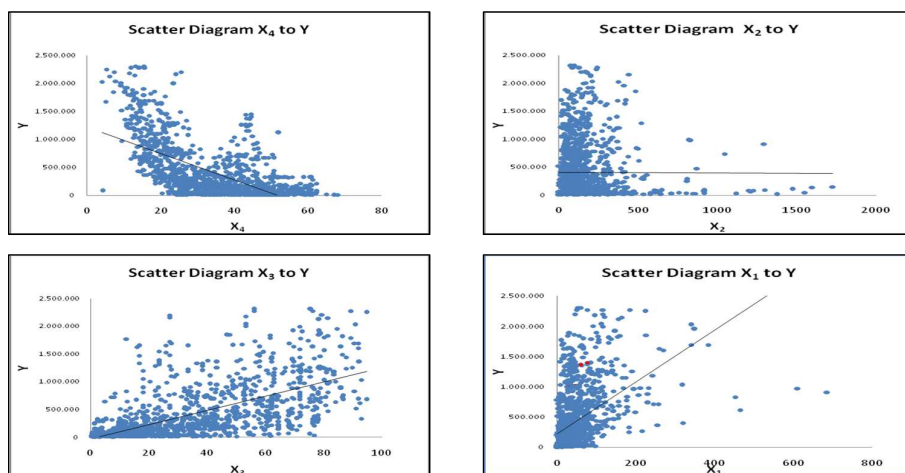 Scatter Diagram X4 to Y
2.500.000
2.000.000
1.500.000
1.000.000
500.000
0
Y
0 20 40 60 80
X4
Scatter Diagram X2 to Y
2.500.000
2.000.000
1.500.000
1.000.000
500.000
0
Y
0 500 1000 1500 2000
X2
Scatter Diagram X3 to Y
2.500.000
2.000.000
1.500.000
1.000.000
500.000
0
Y
0 20 40 60 80 100
X3
Scatter Diagram X1 to Y
2.500.000
2.000.000
1.500.000
1.000.000
500.000
0
Y
0 200 400 600 800
X1